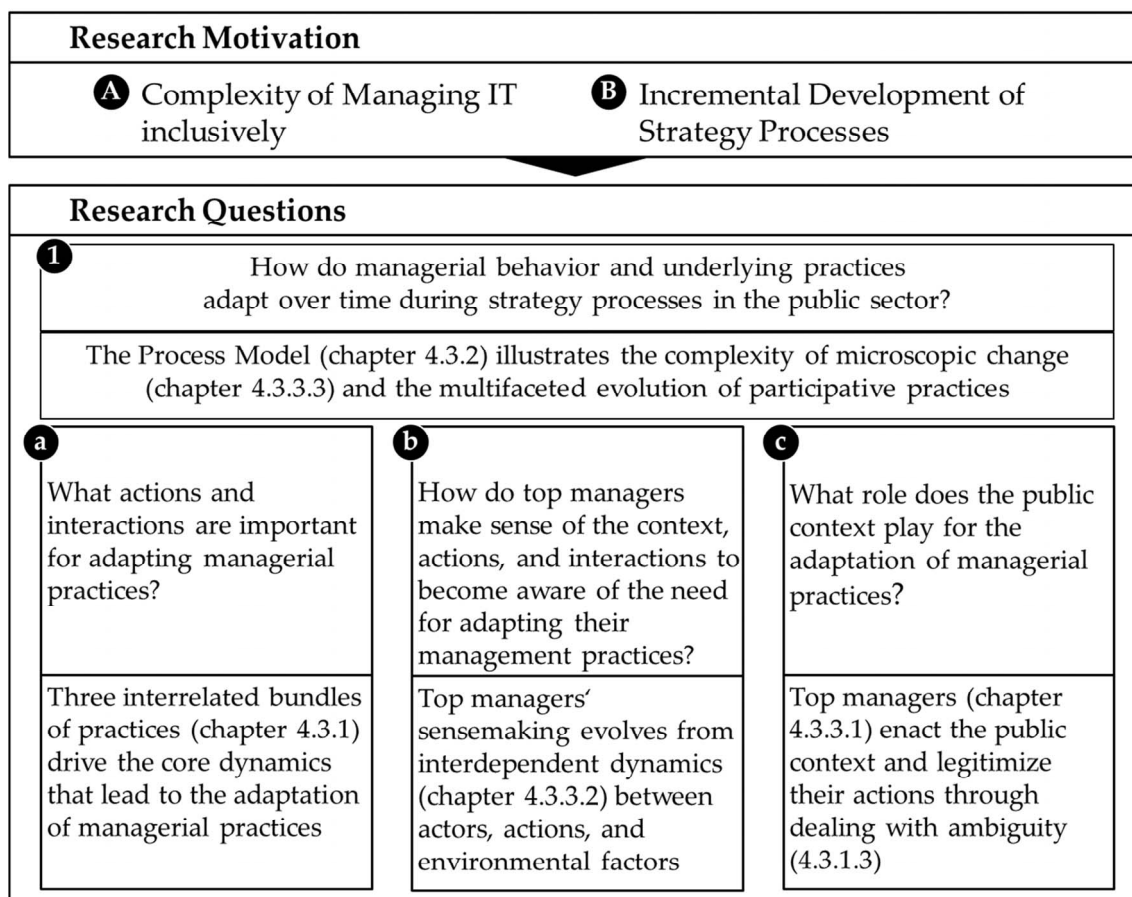 Research Motivation
A Complexity of Managing IT
inclusively
B Incremental Development of
Strategy Processes
Research Questions
1
How do managerial behavior and underlying practices
adapt over time during strategy processes in the public sector?
The Process Model (chapter 4.3.2) illustrates the complexity of microscopic change
(chapter 4.3.3.3) and the multifaceted evolution of participative practices
a
What actions and
interactions are important
for adapting managerial
practices?
Three interrelated bundles
of practices (chapter 4.3.1)
drive the core dynamics
that lead to the adaptation
of managerial practices
b
How do top managers
make sense of the context,
actions, and interactions to
become aware of the need
for adapting their
management practices?
Top managers‘
sensemaking evolves from
interdependent dynamics
(chapter 4.3.3.2) between
actors, actions, and
environmental factors
c
What role does the public
context play for the
adaptation of managerial
practices?
Top managers (chapter
4.3.3.1) enact the public
context and legitimize
their actions through
dealing with ambiguity
(4.3.1.3)